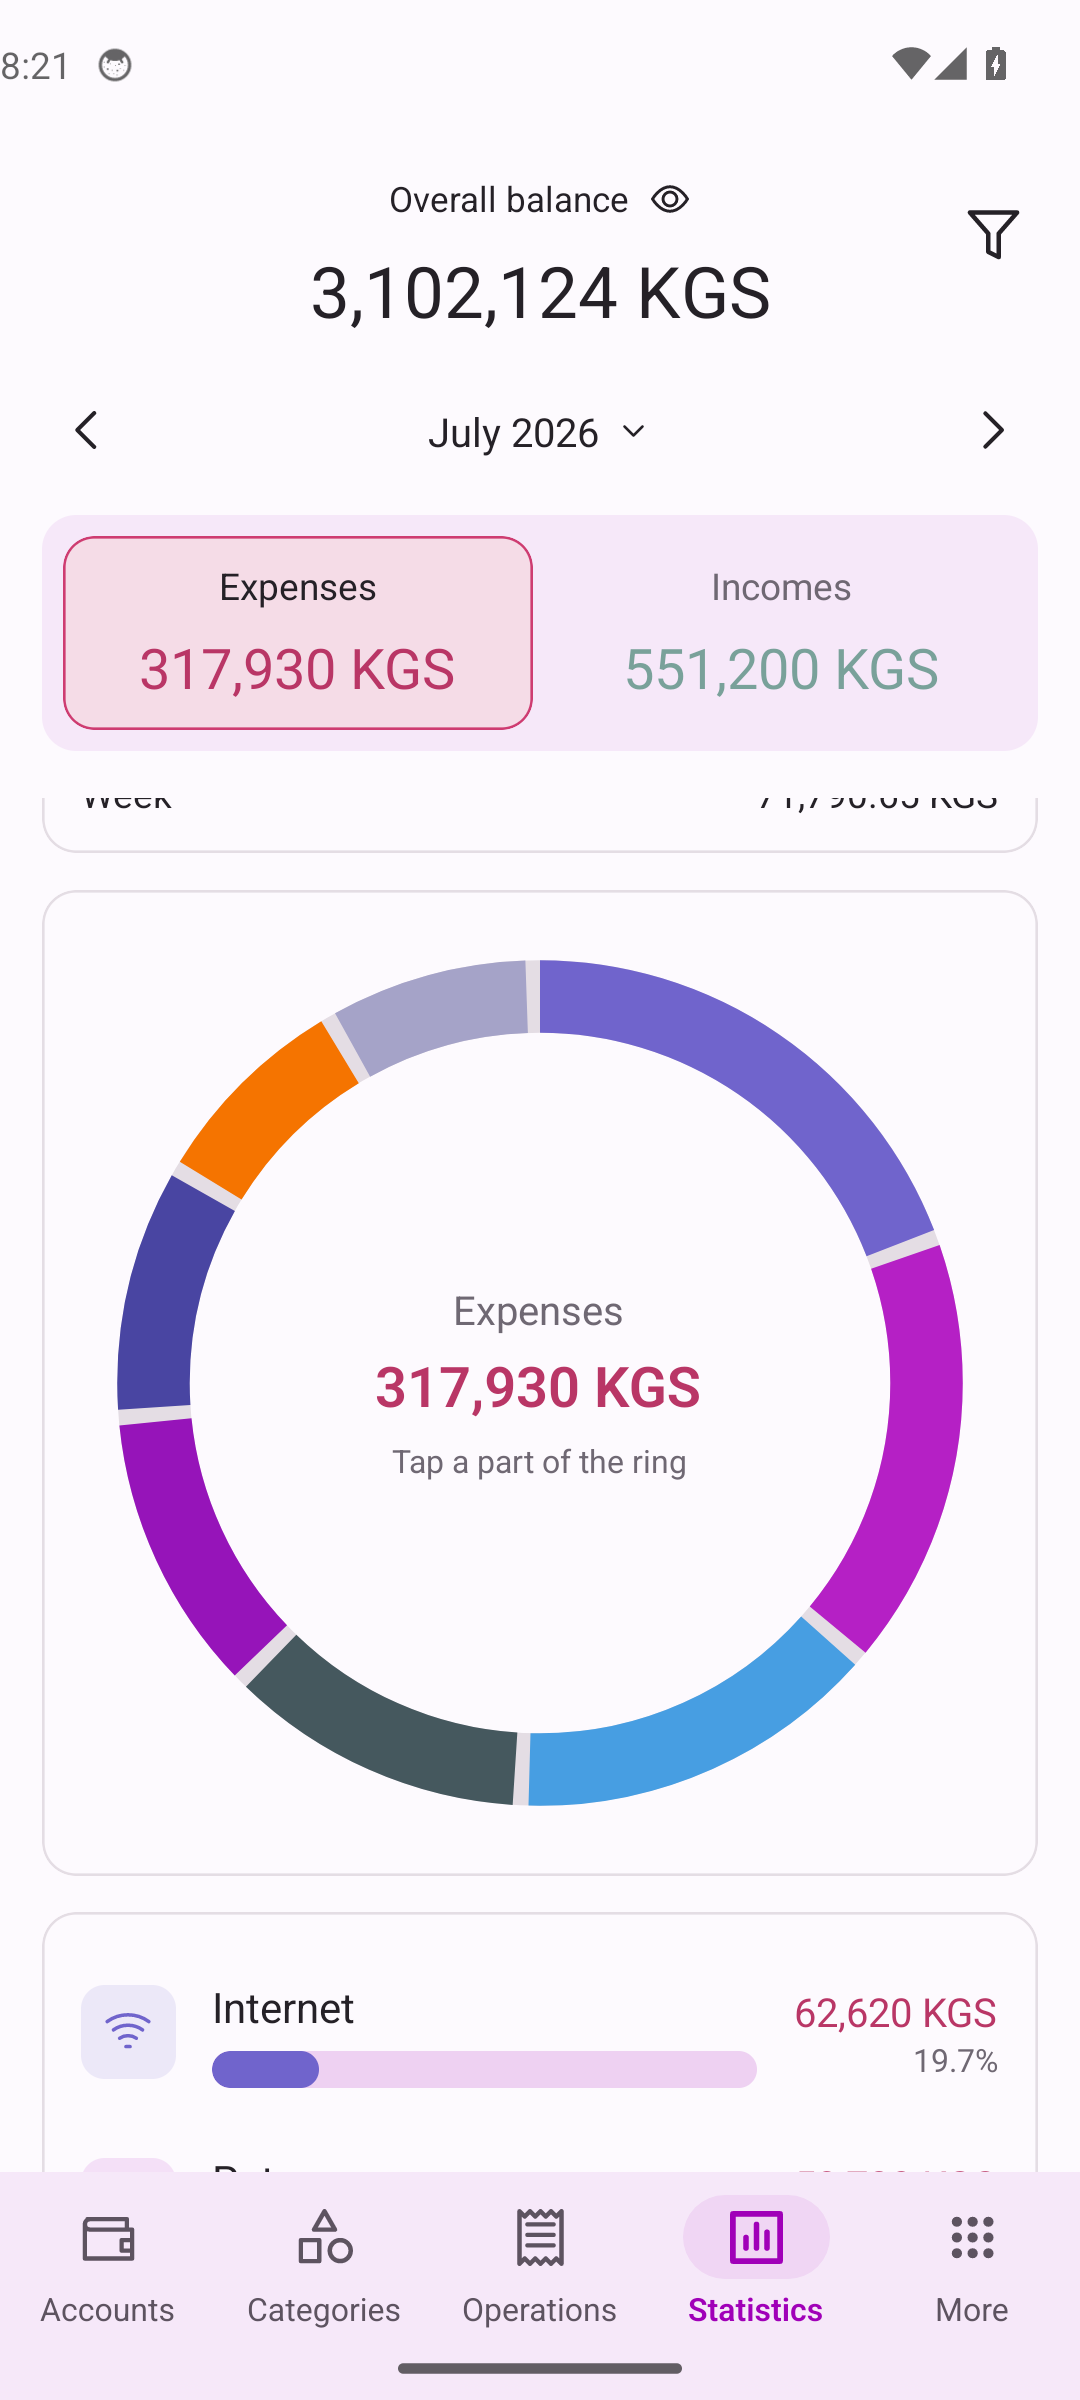 8:21
Overall balance
3,102,124 KGS
July 2026
Expenses
317,930 KGS
Incomes
551,200 KGS
Week
Expenses
317,930 KGS
Tap a part of the ring
Internet
62,620 KGS
19.7%
Accounts
Categories
Operations
Statistics
More